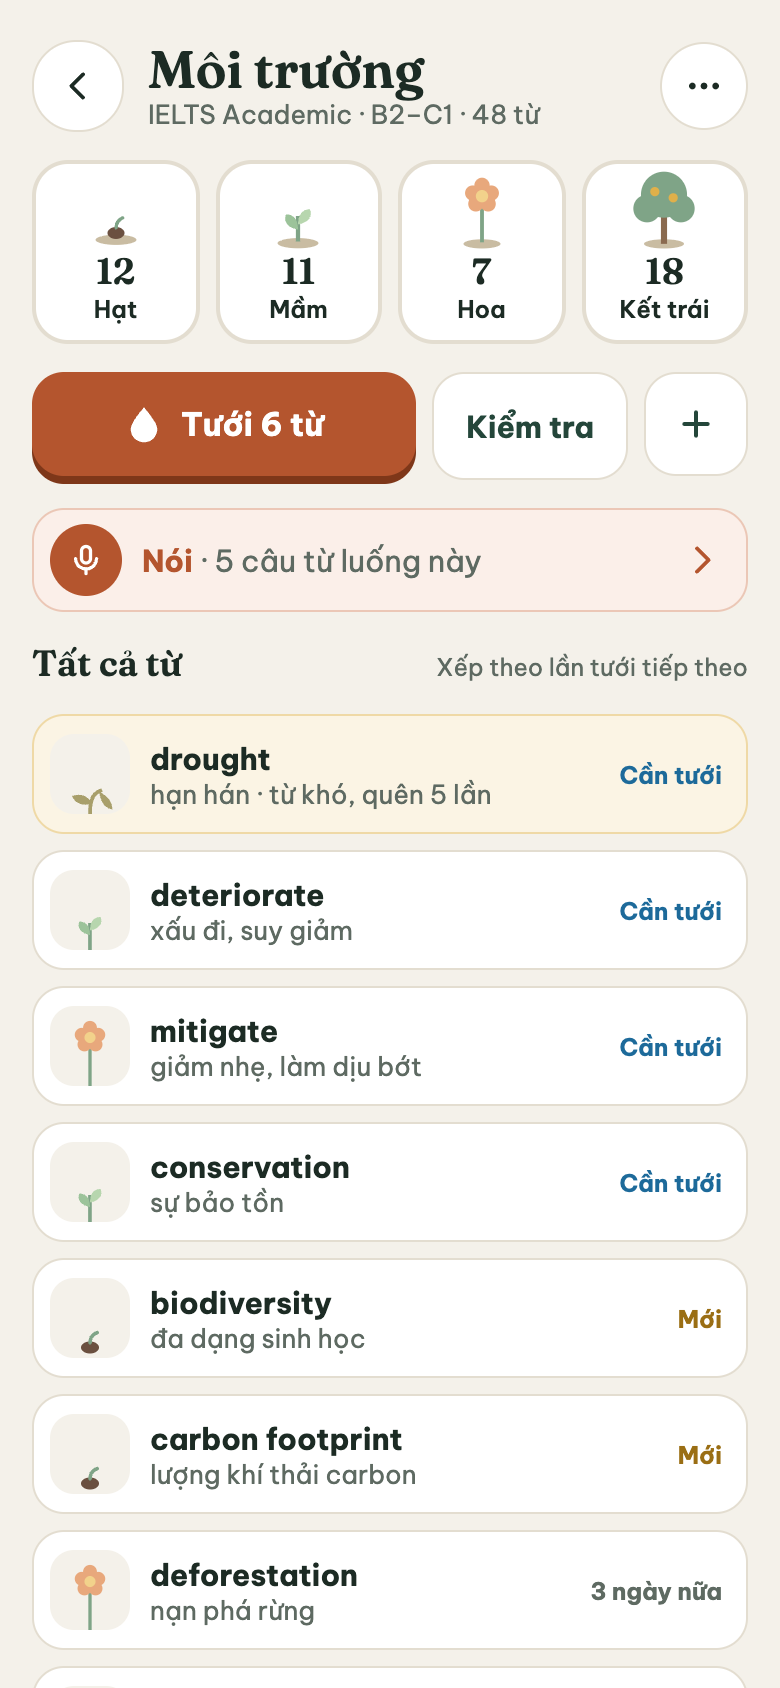 Môi trường
IELTS Academic · B2–C1 · 48 từ
12
Hạt
11
Mầm
7
Hoa
18
Kết trái
Tưới 6 từ
Kiểm tra
Nói · 5 câu từ luống này
Tất cả từ
Xếp theo lần tưới tiếp theo
drought
hạn hán · từ khó, quên 5 lần
Cần tưới
deteriorate
xấu đi, suy giảm
Cần tưới
mitigate
giảm nhẹ, làm dịu bớt
Cần tưới
conservation
sự bảo tồn
Cần tưới
biodiversity
đa dạng sinh học
Mới
carbon footprint
lượng khí thải carbon
Mới
deforestation
nạn phá rừng
3 ngày nữa